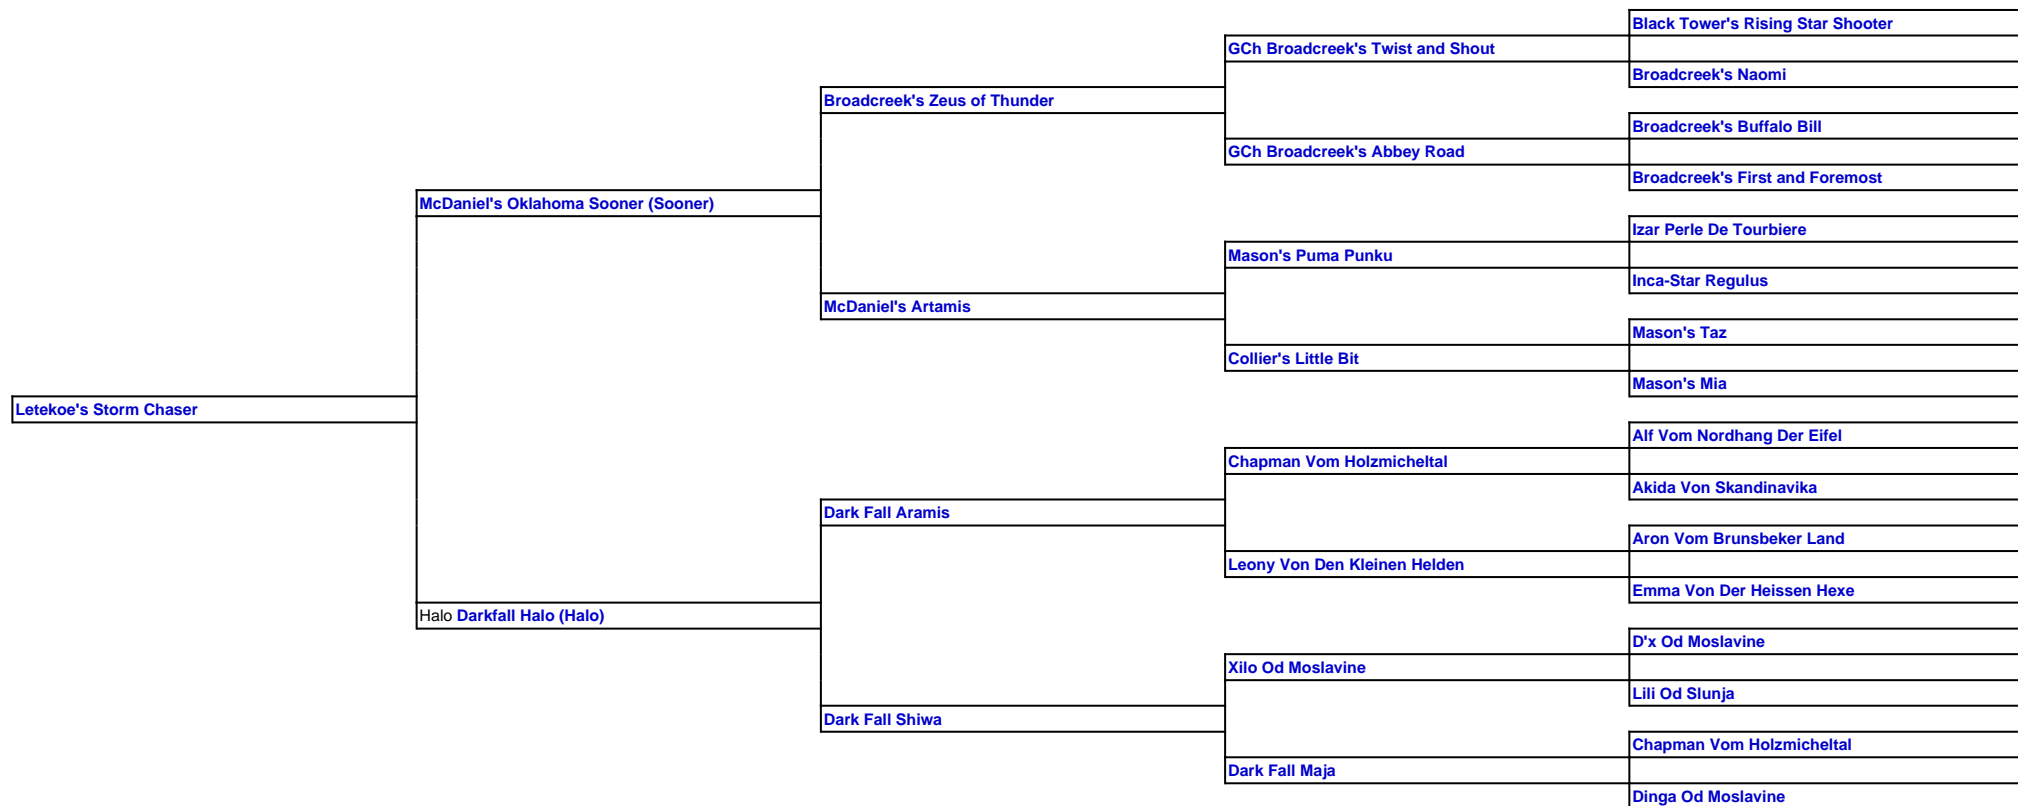 Black Tower's Rising Star Shooter
GCh Broadcreek's Twist and Shout
Broadcreek's Naomi
Broadcreek's Zeus of Thunder
Broadcreek's Buffalo Bill
GCh Broadcreek's Abbey Road
Broadcreek's First and Foremost
McDaniel's Oklahoma Sooner (Sooner)
Izar Perle De Tourbiere
Mason's Puma Punku
Inca-Star Regulus
McDaniel's Artamis
Mason's Taz
Collier's Little Bit
Mason's Mia
Letekoe's Storm Chaser
Alf Vom Nordhang Der Eifel
Chapman Vom Holzmicheltal
Akida Von Skandinavika
Dark Fall Aramis
Aron Vom Brunsbeker Land
Leony Von Den Kleinen Helden
Emma Von Der Heissen Hexe
Halo Darkfall Halo (Halo)
D'x Od Moslavine
Xilo Od Moslavine
Lili Od Slunja
Dark Fall Shiwa
Chapman Vom Holzmicheltal
Dark Fall Maja
Dinga Od Moslavine